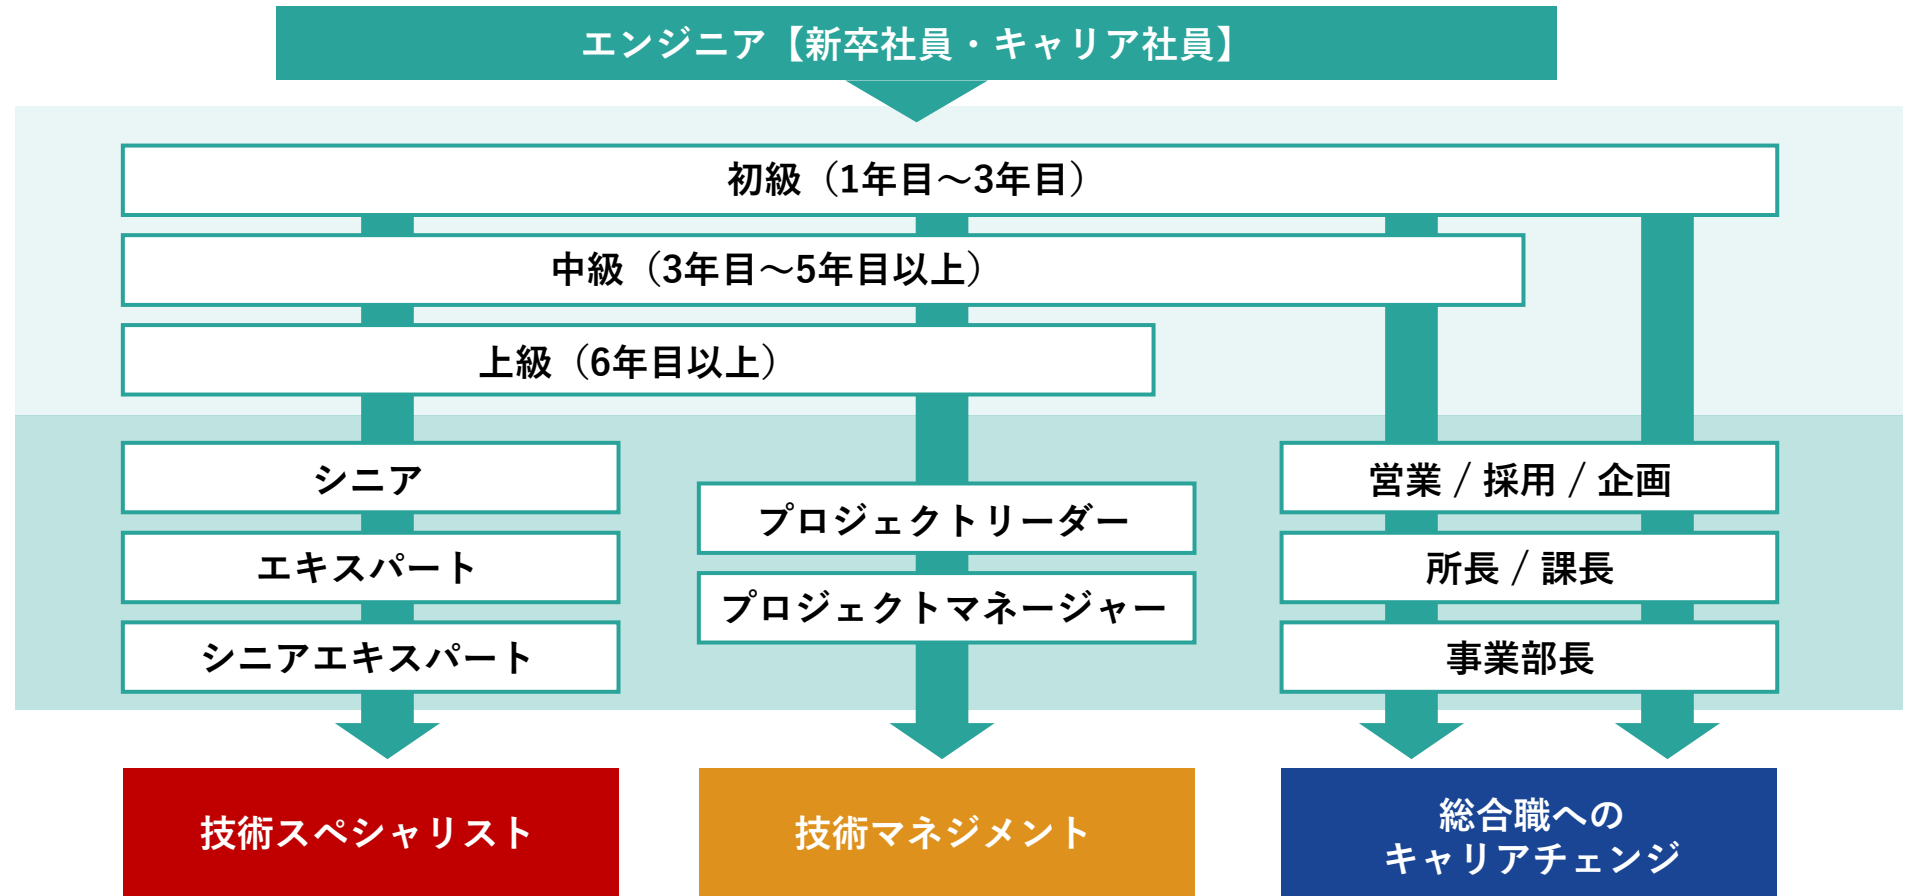 エンジニア【新卒社員・キャリア社員】
初級（1年目～3年目）
中級（3年目～5年目以上）
上級（6年目以上）
シニア
エキスパート
シニアエキスパート
プロジェクトリーダー
プロジェクトマネージャー
営業 / 採用 / 企画
所長 / 課長
事業部長
技術スペシャリスト
技術マネジメント
総合職への
キャリアチェンジ